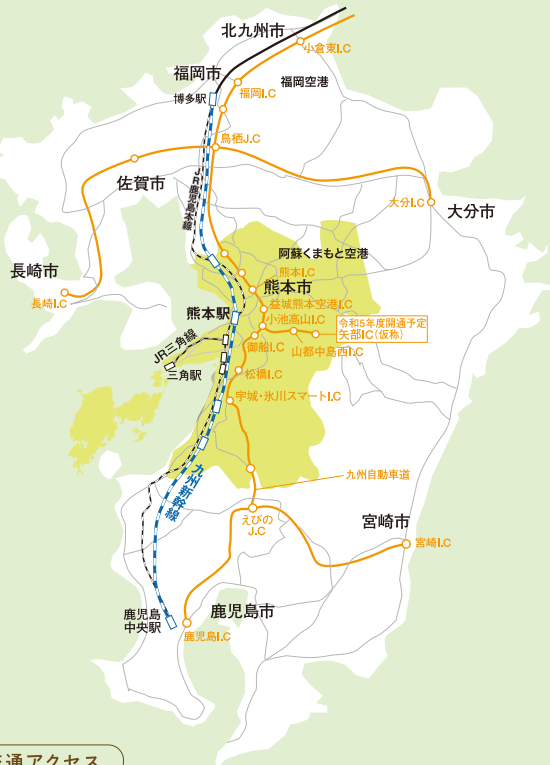 北九州市
小倉東I.C
福岡市
福岡空港
博多駅
福岡I.C
鳥栖J.C
佐賀市
JR鹿児島本線
大分I.C
大分市
阿蘇くまもと空港
長崎市
熊本I.C
長崎I.C
熊本市
益城熊本空港I.C
熊本駅
小池高山I.C
令和5年度開通予定
矢部IC(仮称)
JR三角線
御船I.C
山都中島西I.C
三角駅
松橋I.C
宇城・氷川スマートI.C
九州新幹線
九州自動車道
えびの
J.C
宮崎市
宮崎I.C
鹿児島
中央駅
鹿児島市
鹿児島I.C
通アクセス